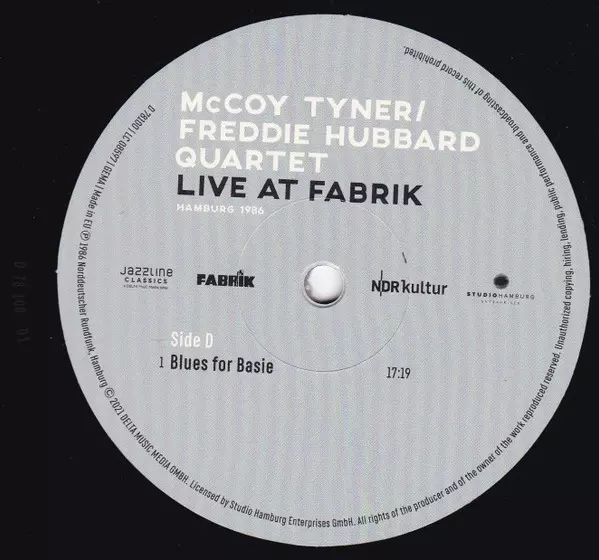 McCOY TYNER/
FREDDIE HUBBARD
QUARTET
LIVE AT FABRIK
HAMBURG 1986
JAZZLINE
CLASSICS
FABRIK
NDR kultur
STUDIO HAMBURG
Side D
1 Blues for Basie 17:19
D 78100 | LC 08597 | GEMA | Made in EU ℗ 1986 Norddeutscher Rundfunk, Hamburg © 2021 DELTA MUSIC MEDIA GMBH. Licensed by Studio Hamburg Enterprises GmbH. All rights of the producer and of the owner of the work reproduced reserved. Unauthorized copying, hiring, lending, public performance and broadcasting of this record prohibited.